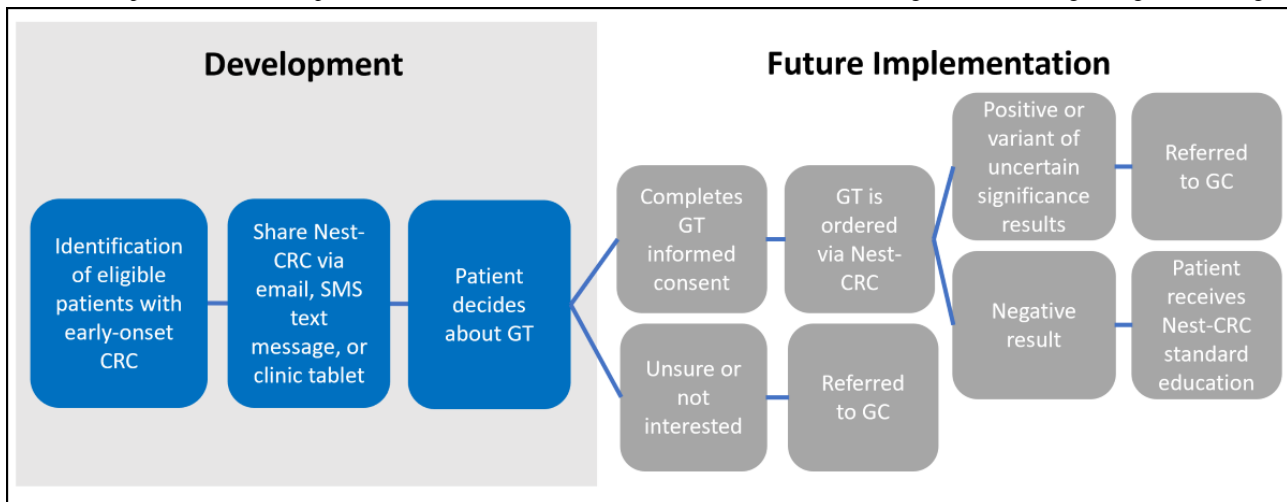 Development
Future Implementation
Identification
of eligible
patients with
early-onset
CRC
Share Nest-
CRC via
email, SMS
text
message, or
clinic tablet
Patient
decides
about GT
Completes
GT
informed
consent
GT is
ordered
via Nest-
CRC
Positive or
variant of
uncertain
significance
results
Referred
to GC
Negative
result
Patient
receives
Nest-CRC
standard
education
Unsure or
not
interested
Referred
to GC